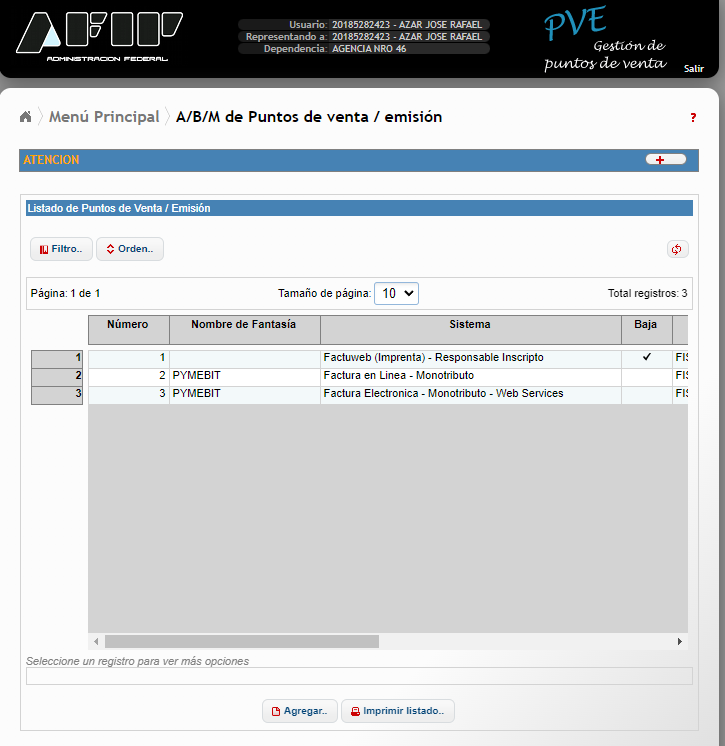 AFIP
ADMINISTRACION FEDERAL
Usuario: 20185282423 - AZAR JOSE RAFAEL
Representando a: 20185282423 - AZAR JOSE RAFAEL
Dependencia: AGENCIA NRO 46
PVE
Gestión de
puntos de venta
Salir
Menú Principal A/B/M de Puntos de venta / emisión ?
ATENCION
Listado de Puntos de Venta / Emisión
Filtro.. Orden..
Página: 1 de 1 Tamaño de página: 10 Total registros: 3
Número Nombre de Fantasía Sistema Baja
1 1 Factuweb (Imprenta) - Responsable Inscripto ✓ FIS
2 2 PYMEBIT Factura en Linea - Monotributo FIS
3 3 PYMEBIT Factura Electronica - Monotributo - Web Services FIS
Seleccione un registro para ver más opciones
Agregar.. Imprimir listado..